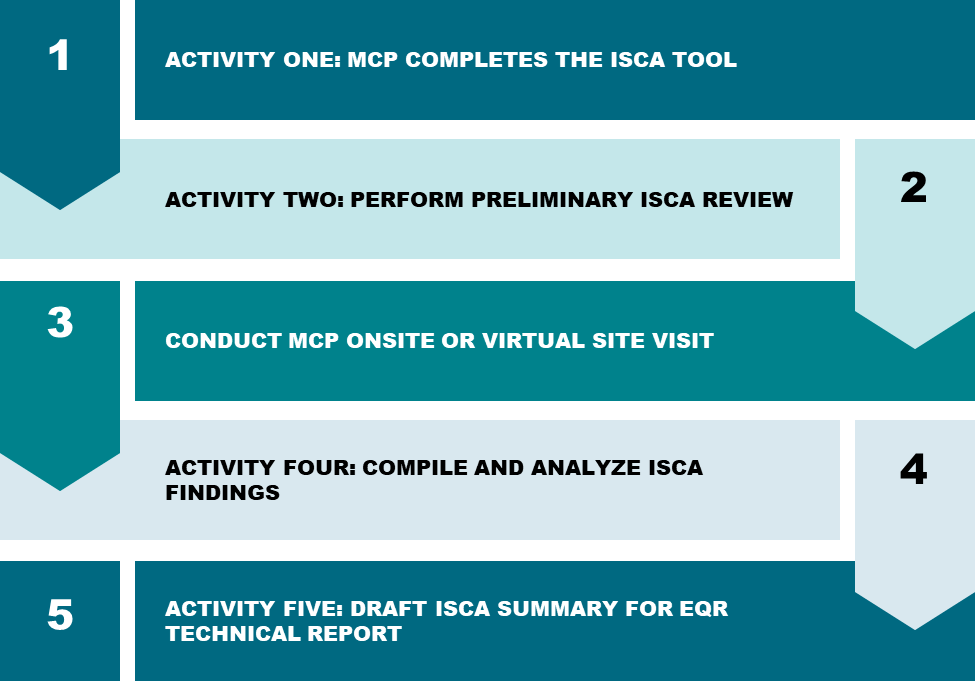 1
ACTIVITY ONE: MCP COMPLETES THE ISCA TOOL
ACTIVITY TWO: PERFORM PRELIMINARY ISCA REVIEW
2
3
CONDUCT MCP ONSITE OR VIRTUAL SITE VISIT
ACTIVITY FOUR: COMPILE AND ANALYZE ISCA
FINDINGS
4
5
ACTIVITY FIVE: DRAFT ISCA SUMMARY FOR EQR
TECHNICAL REPORT